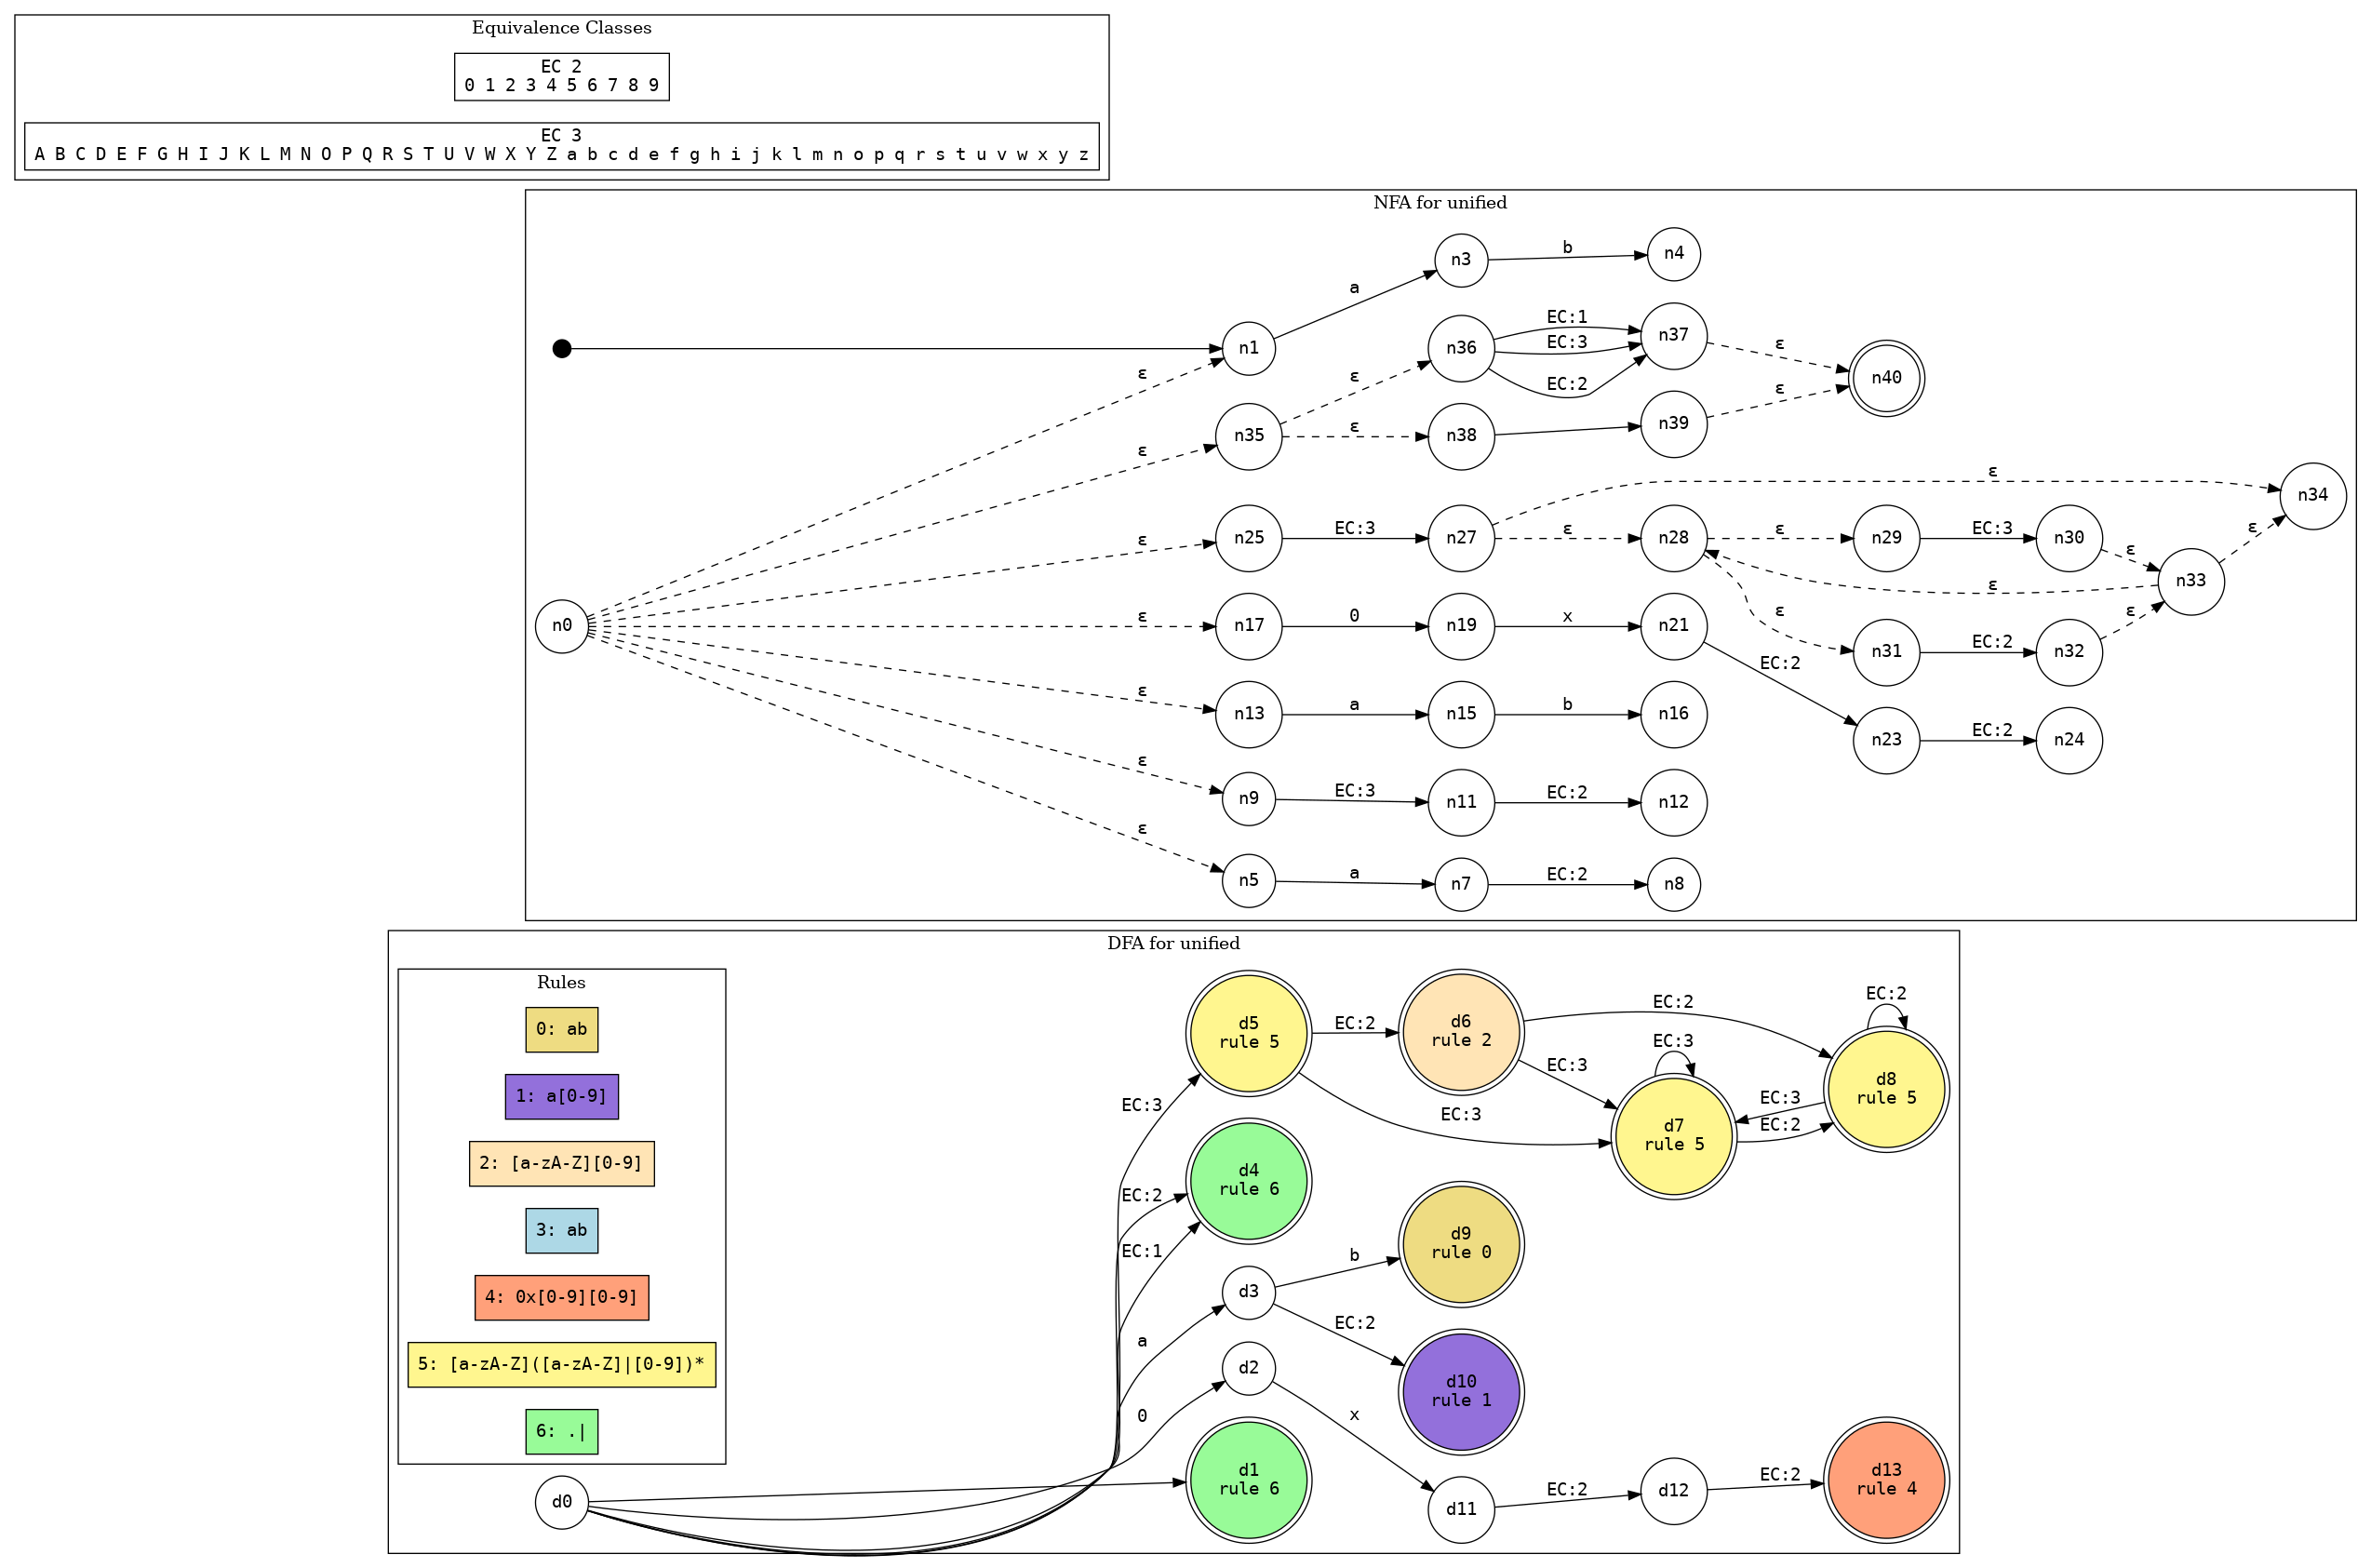 Equivalence Classes
EC 2
0 1 2 3 4 5 6 7 8 9
EC 3
A B C D E F G H I J K L M N O P Q R S T U V W X Y Z a b c d e f g h i j k l m n o p q r s t u v w x y z
NFA for unified
n3
b
n4
a
n1
n36
EC:1
EC:3
EC:2
n37
ε
n40
ε
ε
n35
ε
n38
n39
ε
ε
ε
n34
n25
EC:3
n27
ε
n28
ε
n29
EC:3
n30
ε
ε
n33
ε
ε
n0
ε
n17
0
n19
x
n21
ε
n31
EC:2
n32
ε
EC:2
ε
n13
a
n15
b
n16
n23
EC:2
n24
ε
n9
EC:3
n11
EC:2
n12
ε
n5
a
n7
EC:2
n8
DFA for unified
Rules
0: ab
1: a[0-9]
2: [a-zA-Z][0-9]
3: ab
4: 0x[0-9][0-9]
5: [a-zA-Z]([a-zA-Z]|[0-9])*
6: .|
d0
EC:3
EC:2
EC:1
a
0
d5
rule 5
EC:2
d6
rule 2
EC:2
EC:2
d8
rule 5
EC:3
EC:3
EC:3
d7
rule 5
EC:3
EC:2
d4
rule 6
d3
b
d9
rule 0
EC:2
d10
rule 1
d2
x
d1
rule 6
d11
EC:2
d12
EC:2
d13
rule 4